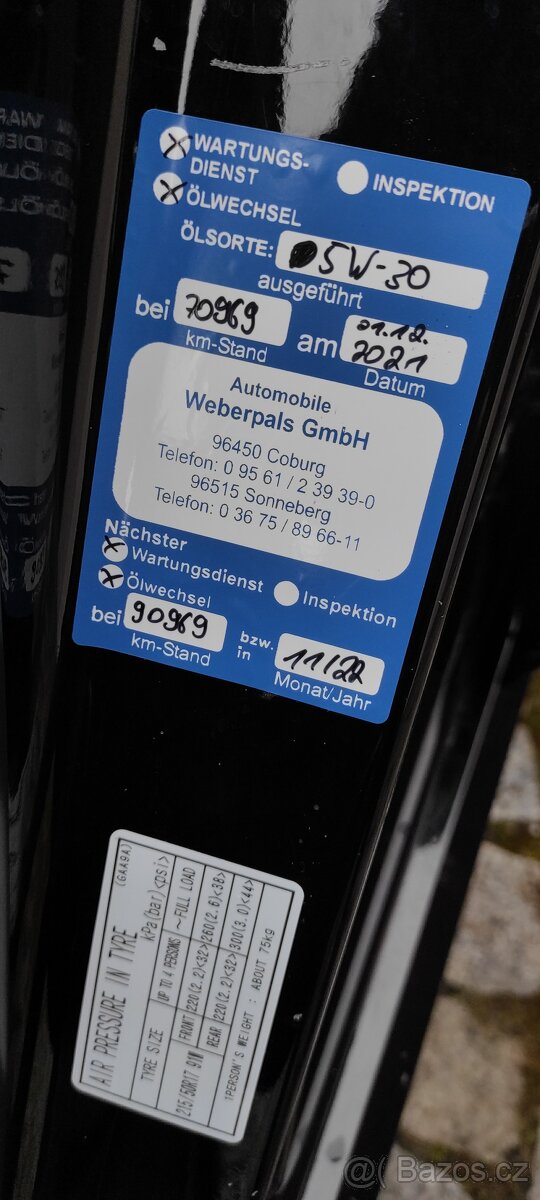 WARTUNGS-
DIENST
INSPEKTION
ÖLWECHSEL
ÖLSORTE: 5W-30
ausgeführt
bei 70969
km-Stand
am 01.12.
2021
Datum
Automobile
Weberpals GmbH
96450 Coburg
Telefon: 0 95 61 / 2 39 39-0
96515 Sonneberg
Telefon: 0 36 75 / 89 66-11
Nächster
Wartungsdienst
Ölwechsel
Inspektion
bei 90969
km-Stand
bzw.
in 11/22
Monat/Jahr
(GAA9A)
AIR PRESSURE IN TYRE
kPa(bar)<psi>
TYRE SIZE UP TO 4 PERSONS ~FULL LOAD
215/50R17 91W FRONT 220(2.2)<32> 260(2.6)<38>
REAR 220(2.2)<32> 300(3.0)<44>
1PERSON'S WEIGHT : ABOUT 75kg
@ Bazos.cz